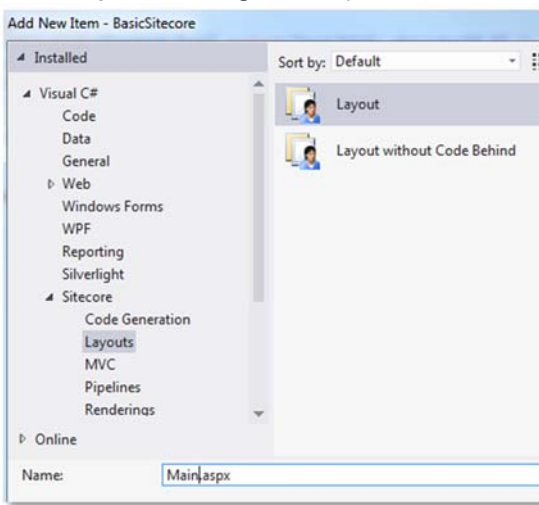 Add New Item - BasicSitecore
Installed
Sort by: Default
Visual C#
Code
Data
General
Web
Windows Forms
WPF
Reporting
Silverlight
Sitecore
Code Generation
Layouts
MVC
Pipelines
Renderings
Online
Layout
Layout without Code Behind
Name: Main.aspx